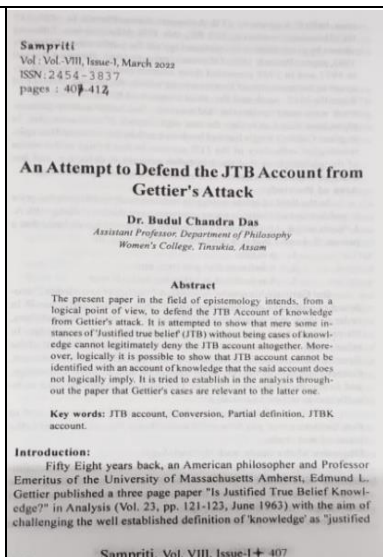 Sampriti
Vol : Vol.-VIII, Issue-I, March 2022
ISSN:2454-3837
pages : 407-412
An Attempt to Defend the JTB Account from
Gettier's Attack
Dr. Budul Chandra Das
Assistant Professor, Department of Philosophy
Women's College, Tinsukia, Assam
Abstract
The present paper in the field of epistemology intends, from a
logical point of view, to defend the JTB Account of knowledge
from Gettier's attack. It is attempted to show that mere some in-
stances of 'Justified true belief (JTB) without being cases of knowl-
edge cannot legitimately deny the JTB account altogether. More-
over, logically it is possible to show that JTB account cannot be
identified with an account of knowledge that the said account does
not logically imply. It is tried to establish in the analysis through-
out the paper that Gettier's cases are relevant to the latter one.
Key words: JTB account, Conversion, Partial definition, JTBK
account.
Introduction:
Fifty Eight years back, an American philosopher and Professor
Emeritus of the University of Massachusetts Amherst, Edmund L.
Gettier published a three page paper "Is Justified True Belief Knowl-
edge?" in Analysis (Vol. 23, pp. 121-123, June 1963) with the aim of
challenging the well established definition of 'knowledge' as "justified
Sampriti, Vol. VIII, Issue-I + 407